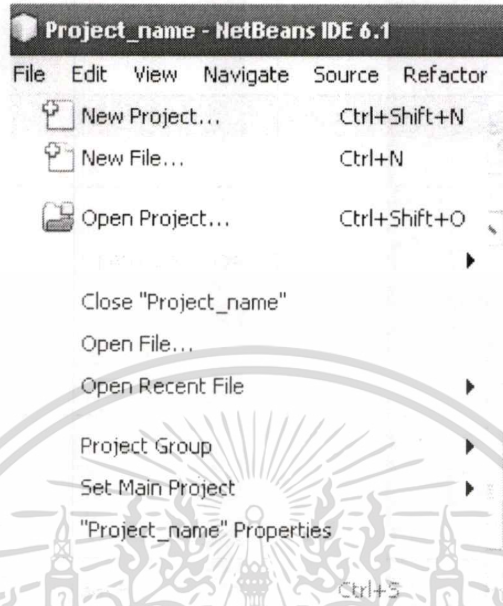 Project_name - NetBeans IDE 6.1
File Edit View Navigate Source Refactor
New Project... Ctrl+Shift+N
New File... Ctrl+N
Open Project... Ctrl+Shift+O
Close "Project_name"
Open File...
Open Recent File
Project Group
Set Main Project
"Project_name" Properties
Ctrl+S